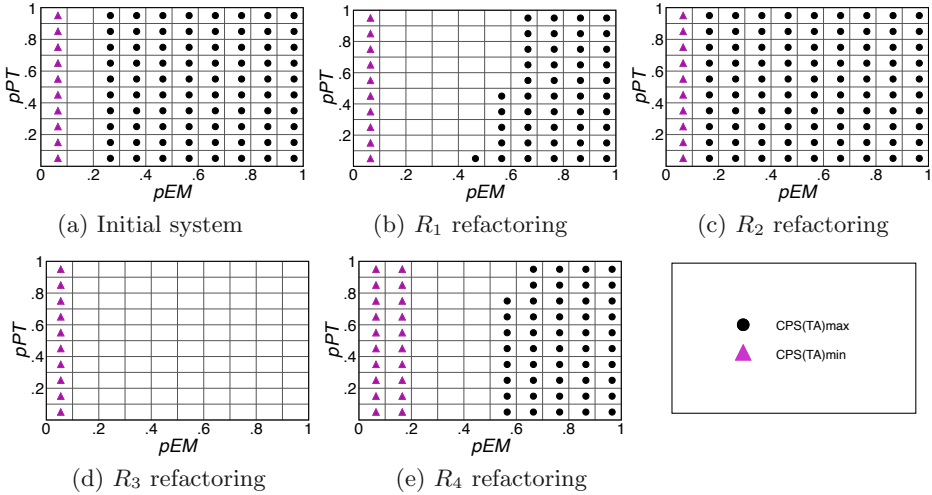 1
.8
.6
.4
.2
pPT
0 .2 .4 .6 .8 1
pEM
(a) Initial system
1
.8
.6
.4
.2
pPT
0 .2 .4 .6 .8 1
pEM
(b) R₁ refactoring
1
.8
.6
.4
.2
pPT
0 .2 .4 .6 .8 1
pEM
(c) R₂ refactoring
1
.8
.6
.4
.2
pPT
0 .2 .4 .6 .8 1
pEM
(d) R₃ refactoring
1
.8
.6
.4
.2
pPT
0 .2 .4 .6 .8 1
pEM
(e) R₄ refactoring
CPS(TA)max
CPS(TA)min